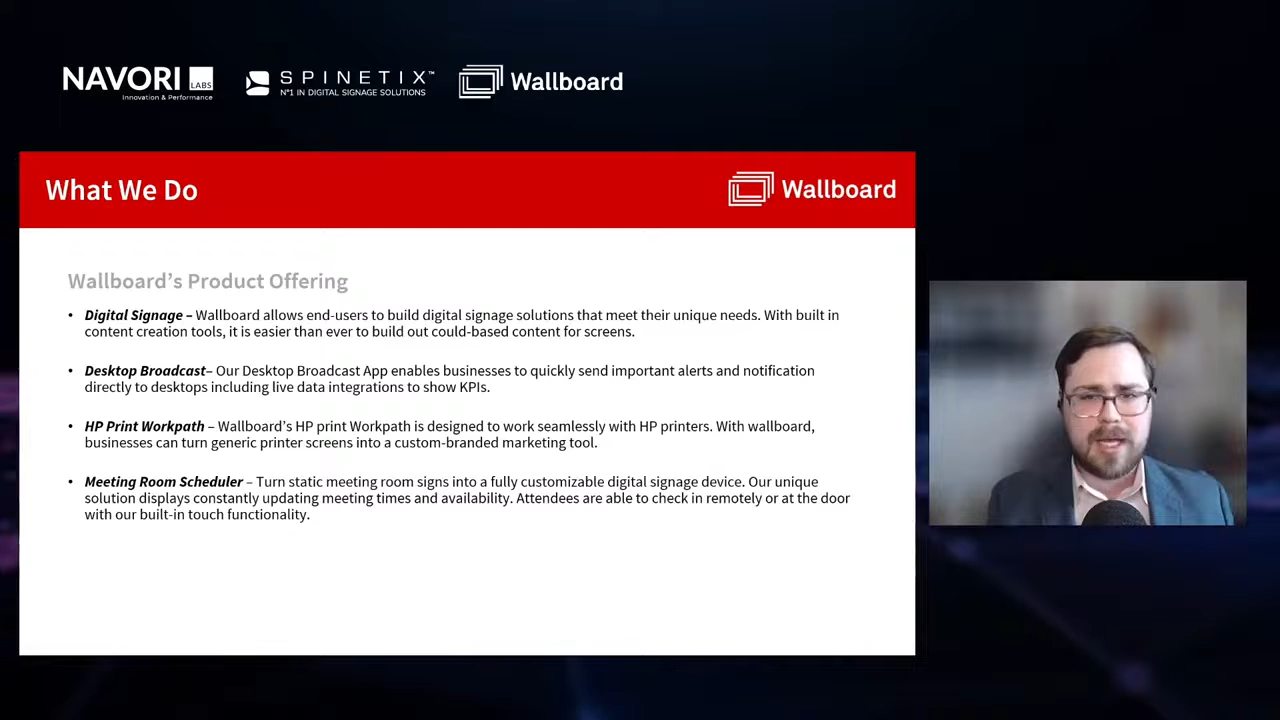 NAVORI LABS
Innovation & Performance
SPINETIX™
N°1 IN DIGITAL SIGNAGE SOLUTIONS
Wallboard
What We Do
Wallboard
Wallboard's Product Offering
• Digital Signage – Wallboard allows end-users to build digital signage solutions that meet their unique needs. With built in
content creation tools, it is easier than ever to build out could-based content for screens.
• Desktop Broadcast– Our Desktop Broadcast App enables businesses to quickly send important alerts and notification
directly to desktops including live data integrations to show KPIs.
• HP Print Workpath – Wallboard's HP print Workpath is designed to work seamlessly with HP printers. With wallboard,
businesses can turn generic printer screens into a custom-branded marketing tool.
• Meeting Room Scheduler – Turn static meeting room signs into a fully customizable digital signage device. Our unique
solution displays constantly updating meeting times and availability. Attendees are able to check in remotely or at the door
with our built-in touch functionality.